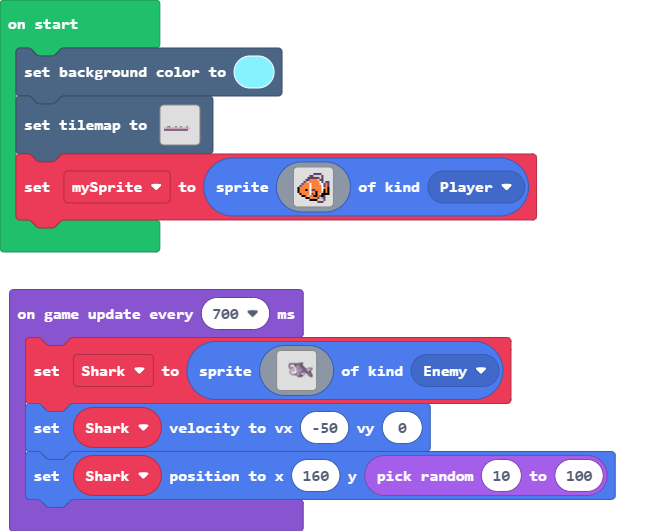 on start
set background color to
set tilemap to
set mySprite to sprite of kind Player
on game update every 700 ms
set Shark to sprite of kind Enemy
set Shark velocity to vx -50 vy 0
set Shark position to x 160 y pick random 10 to 100